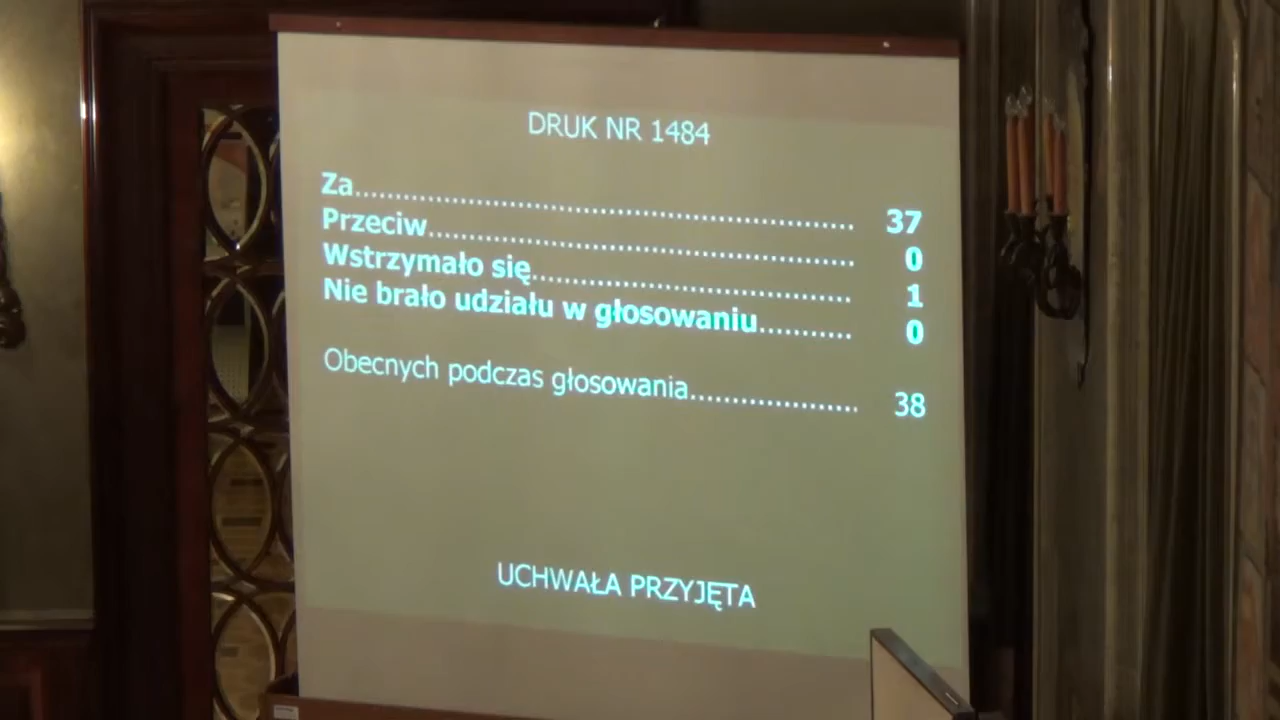 DRUK NR 1484
Za.................................................................. 37
Przeciw......................................................... 0
Wstrzymało się.......................................... 1
Nie brało udziału w głosowaniu........... 0
Obecnych podczas głosowania.................... 38
UCHWAŁA PRZYJĘTA